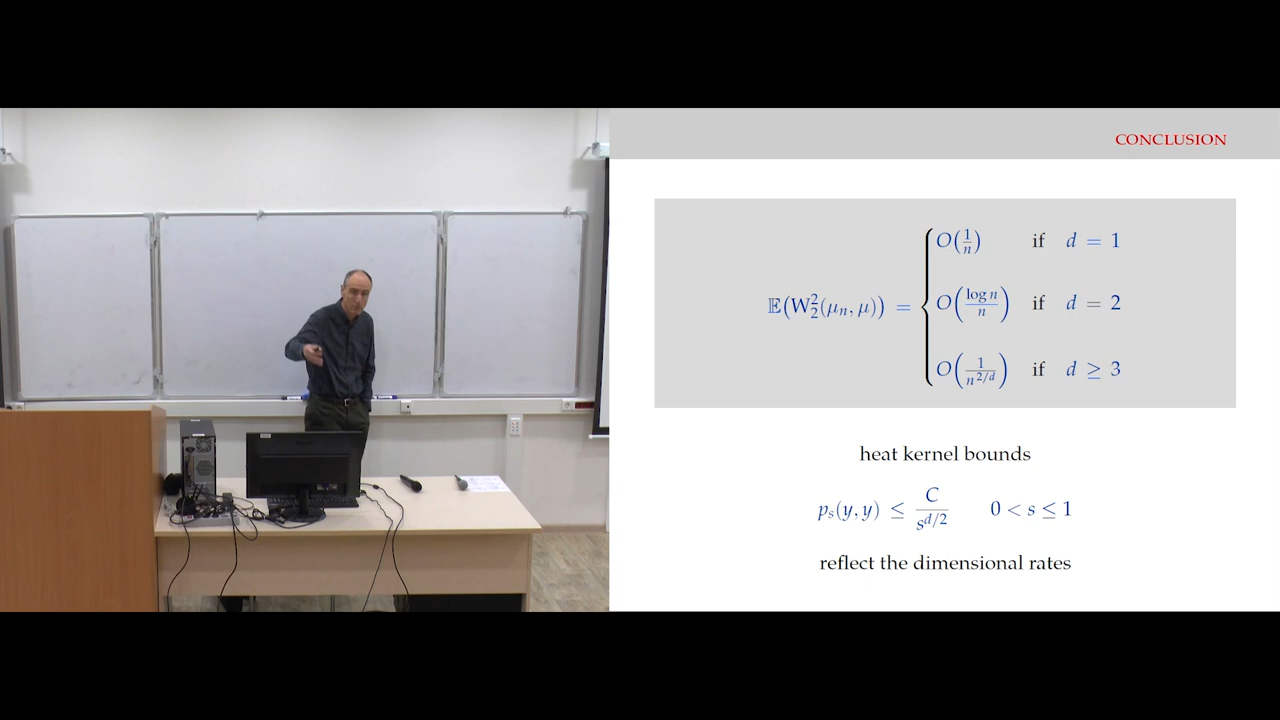 CONCLUSION
𝔼(W₂²(μₙ, μ)) = { O(1/n) if d = 1
O(log n/n) if d = 2
O(1/n^{2/d}) if d ≥ 3
heat kernel bounds
pₛ(y, y) ≤ C/s^{d/2} 0 < s ≤ 1
reflect the dimensional rates